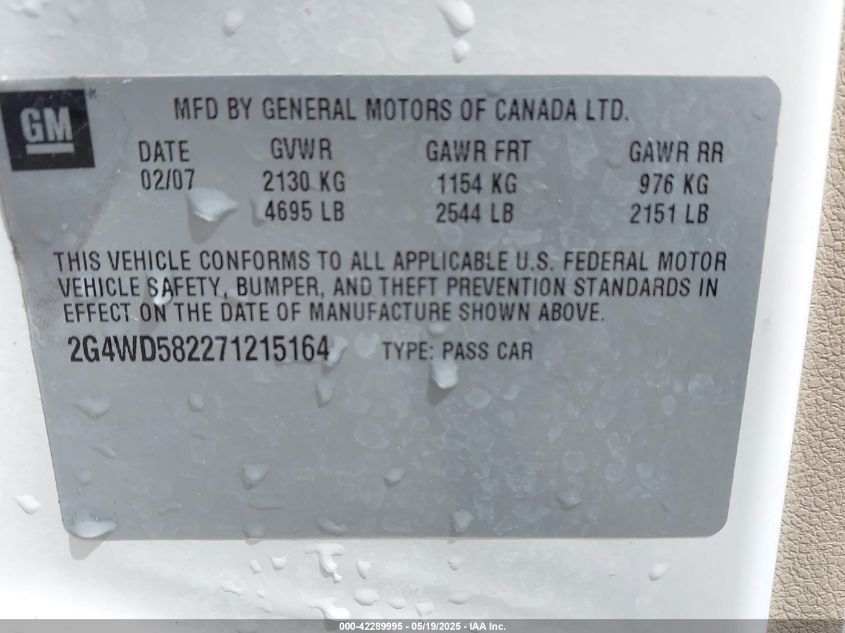 GM
MFD BY GENERAL MOTORS OF CANADA LTD.
DATE GVWR GAWR FRT GAWR RR
02/07 2130 KG 1154 KG 976 KG
4695 LB 2544 LB 2151 LB
THIS VEHICLE CONFORMS TO ALL APPLICABLE U.S. FEDERAL MOTOR
VEHICLE SAFETY, BUMPER, AND THEFT PREVENTION STANDARDS IN
EFFECT ON THE DATE OF MANUFACTURE SHOWN ABOVE.
2G4WD582271215164 TYPE: PASS CAR
000-42289995 - 05/19/2025 - IAA Inc.